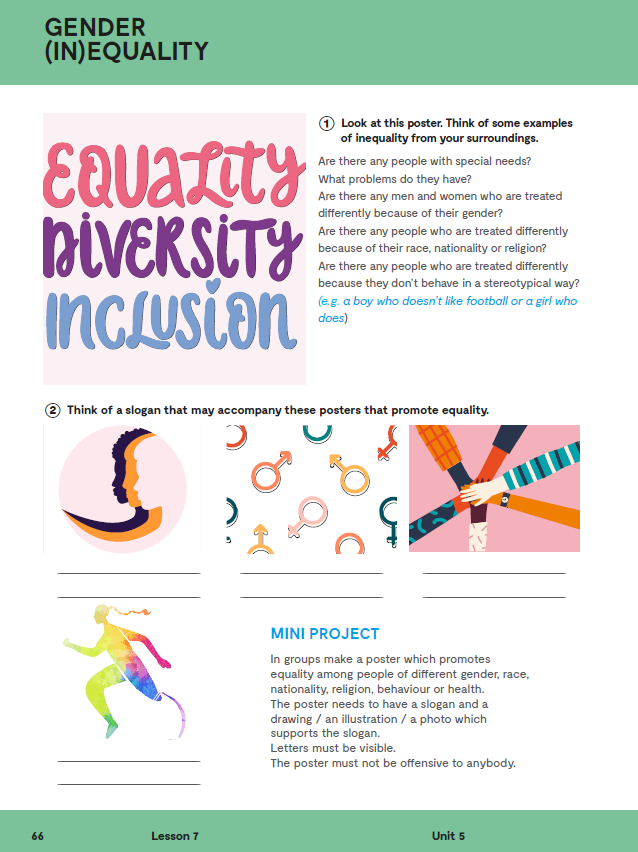 GENDER
(IN)EQUALITY
EQUALITY
DIVERSITY
INCLUSION
1 Look at this poster. Think of some examples
of inequality from your surroundings.
Are there any people with special needs?
What problems do they have?
Are there any men and women who are treated
differently because of their gender?
Are there any people who are treated differently
because of their race, nationality or religion?
Are there any people who are treated differently
because they don't behave in a stereotypical way?
(e.g. a boy who doesn't like football or a girl who
does)
2 Think of a slogan that may accompany these posters that promote equality.
MINI PROJECT
In groups make a poster which promotes
equality among people of different gender, race,
nationality, religion, behaviour or health.
The poster needs to have a slogan and a
drawing / an illustration / a photo which
supports the slogan.
Letters must be visible.
The poster must not be offensive to anybody.
66 Lesson 7 Unit 5